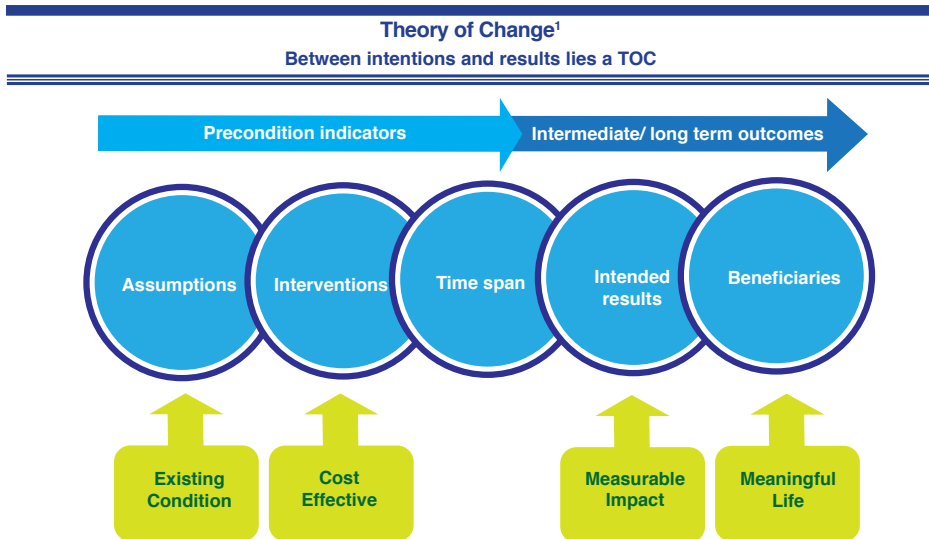 Theory of Change¹
Between intentions and results lies a TOC
Precondition indicators
Intermediate/ long term outcomes
Assumptions
Interventions
Time span
Intended
results
Beneficiaries
Existing
Condition
Cost
Effective
Measurable
Impact
Meaningful
Life